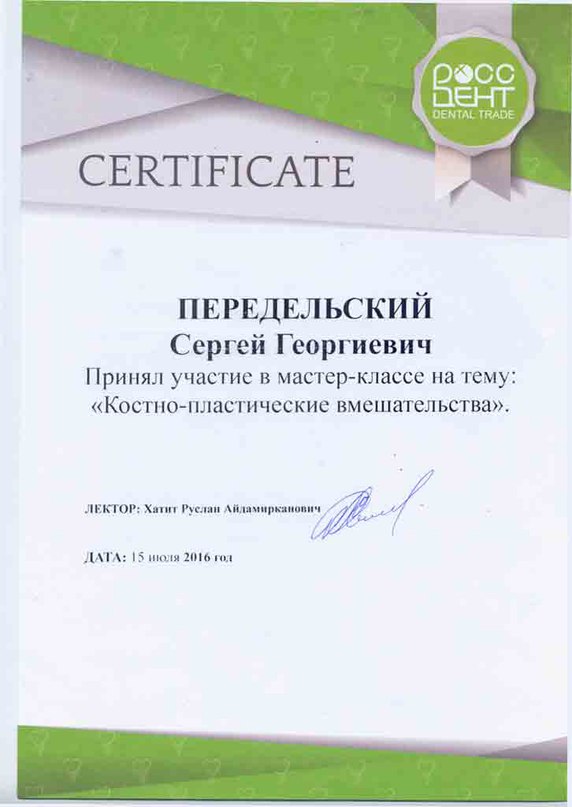 РОСС
ДЕНТ
DENTAL TRADE
CERTIFICATE
ПЕРЕДЕЛЬСКИЙ
Сергей Георгиевич
Принял участие в мастер-классе на тему:
«Костно-пластические вмешательства».
ЛЕКТОР: Хатит Руслан Айдамирканович
ДАТА: 15 июля 2016 год